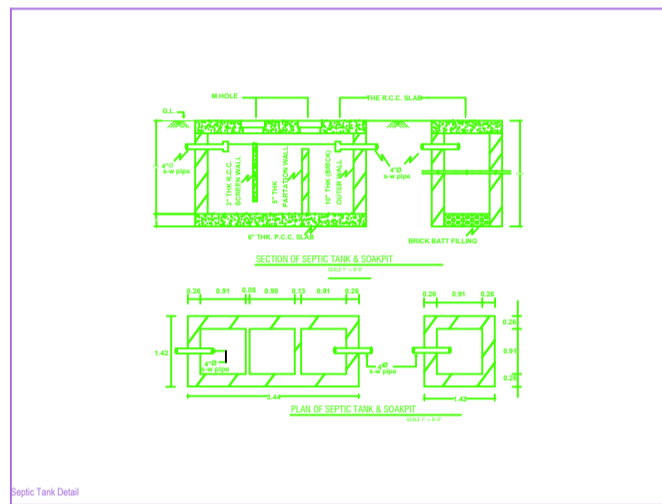 M.HOLE
THE R.C.C. SLAB
G.L.
4"Ø
s-w pipe
2" THK R.C.C.
SCREEN WALL
5" THK
PARTATION WALL
10" THK (BRICK)
OUTER WALL
4"Ø
s-w pipe
4"Ø
s-w pipe
6" THK. P.C.C. SLAB
BRICK BATT FILLING
SECTION OF SEPTIC TANK & SOAKPIT
0.26 0.91 0.08 0.90 0.13 0.91 0.26
0.26 0.91 0.26
1.42
4"Ø
s-w pipe
4"Ø
s-w pipe
0.26
0.91
0.26
3.44
1.42
PLAN OF SEPTIC TANK & SOAKPIT
Septic Tank Detail